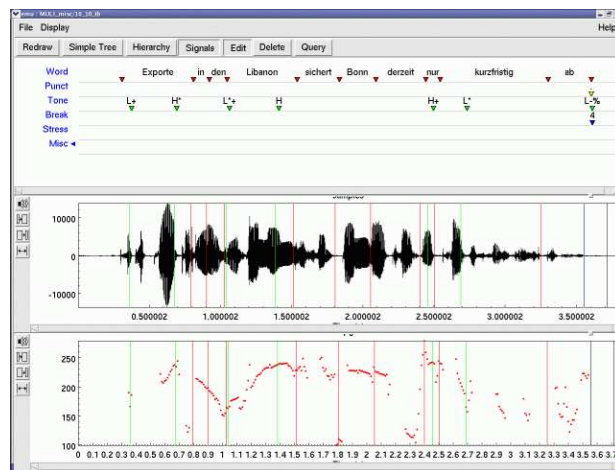 emu : MULI_misc/16_10_tb
File Display Help
Redraw Simple Tree Hierarchy Signals Edit Delete Query
Word Exporte in den Libanon sichert Bonn derzeit nur kurzfristig ab
Punct .
Tone L+ H* L*+ H H+ L* L-%
Break 4
Stress
Misc
samples
10000
0
-10000
0.500002 1.000002 1.500002 2.000002 2.500002 3.000002 3.500002
250
200
150
100
0 0.1 0.2 0.3 0.4 0.5 0.6 0.7 0.8 0.9 1 1.1 1.2 1.3 1.4 1.5 1.6 1.7 1.8 1.9 2 2.1 2.2 2.3 2.4 2.5 2.6 2.7 2.8 2.9 3 3.1 3.2 3.3 3.4 3.5 3.6 3.7